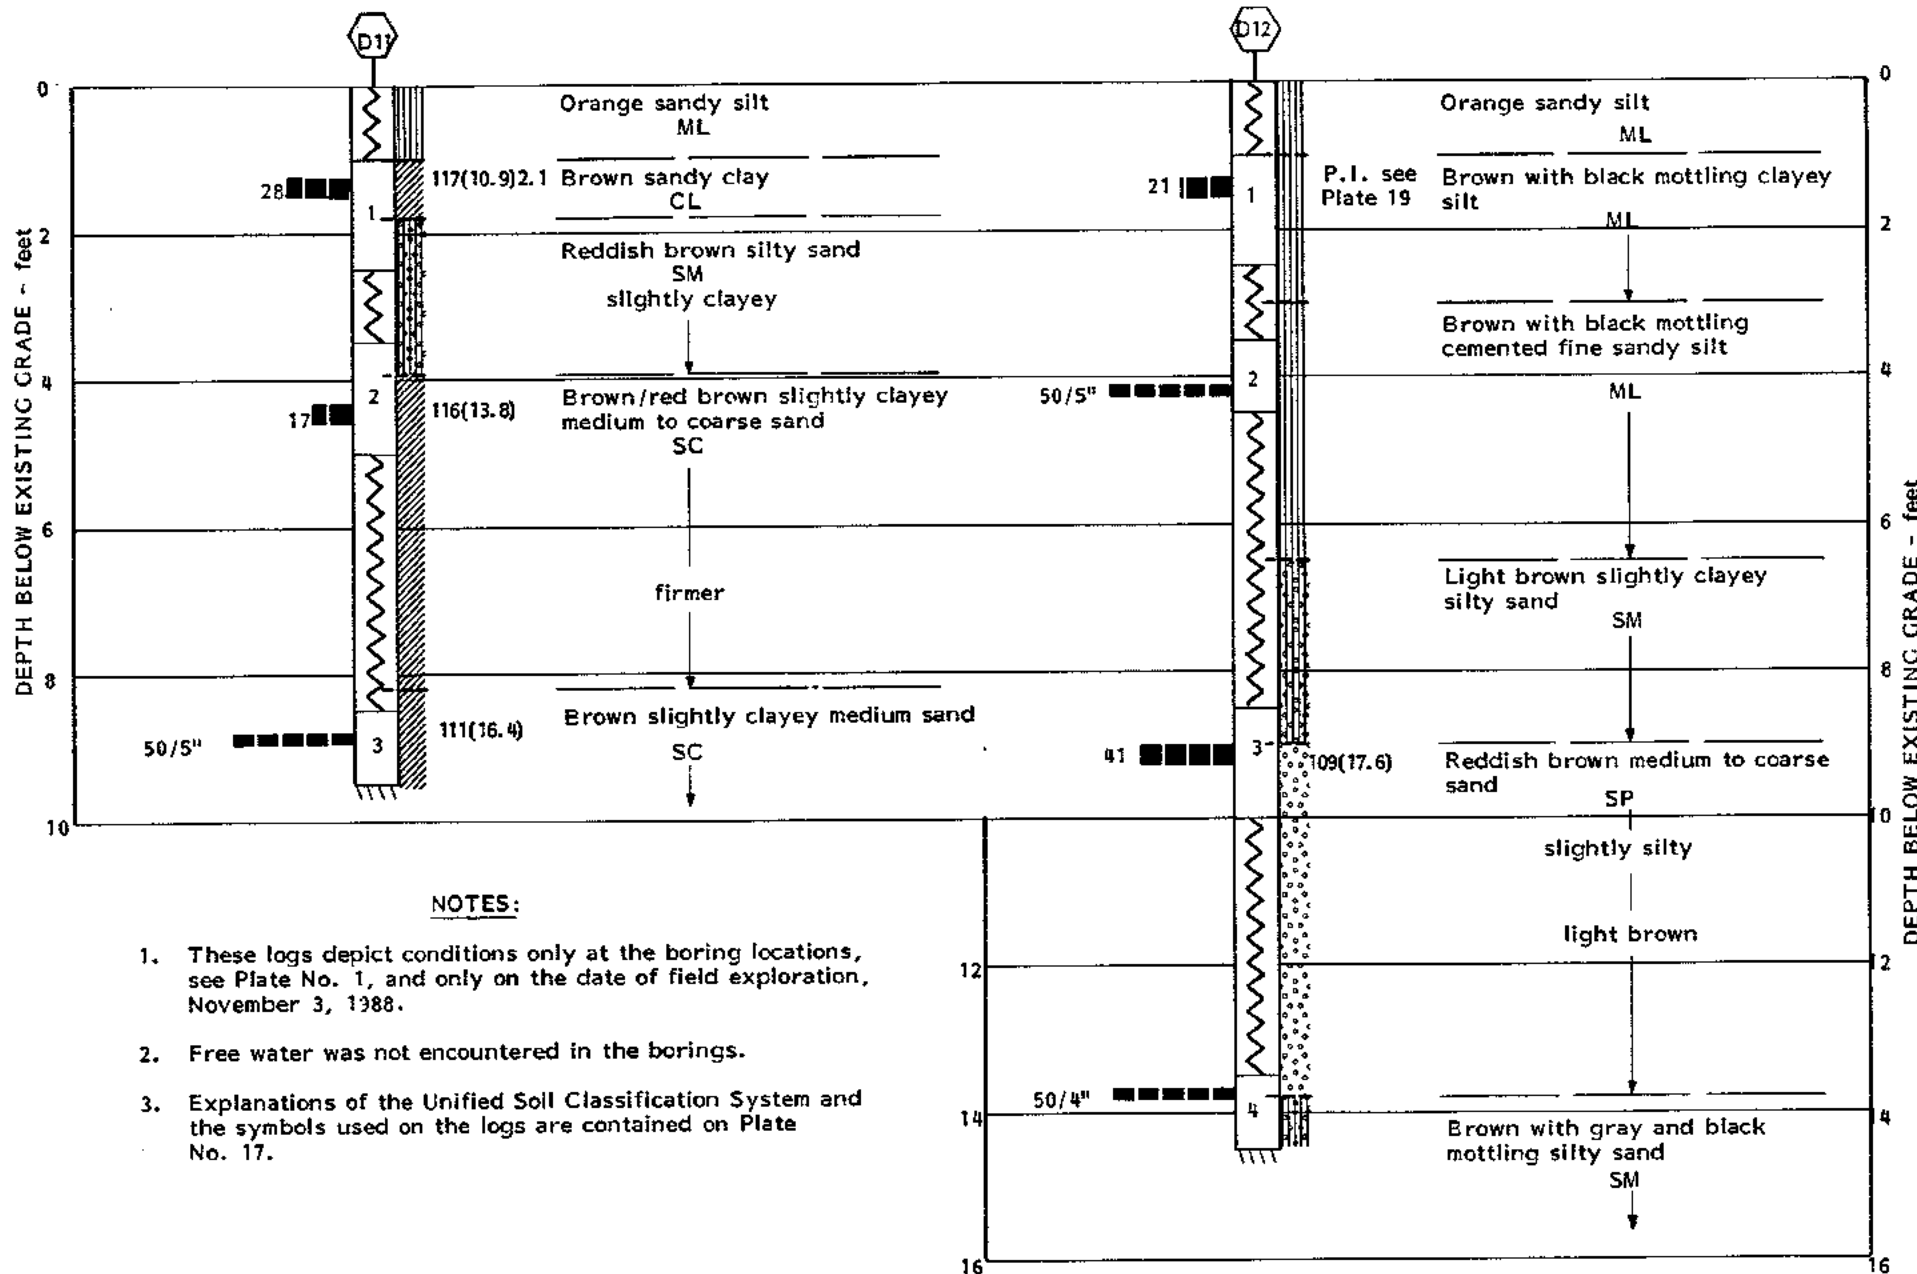 D11
D12
DEPTH BELOW EXISTING GRADE - feet
0
2
4
6
8
10
28
17
50/5"
1
2
3
117(10.9)2.1
116(13.8)
111(16.4)
Orange sandy silt
ML
Brown sandy clay
CL
Reddish brown silty sand
SM
slightly clayey
Brown/red brown slightly clayey
medium to coarse sand
SC
firmer
Brown slightly clayey medium sand
SC
21
50/5"
41
50/4"
1
2
3
4
P.I. see
Plate 19
109(17.6)
Orange sandy silt
ML
Brown with black mottling clayey
silt
ML
Brown with black mottling
cemented fine sandy silt
ML
Light brown slightly clayey
silty sand
SM
Reddish brown medium to coarse
sand
SP
slightly silty
light brown
Brown with gray and black
mottling silty sand
SM
12
14
16
0
2
4
6
8
10
12
14
16
DEPTH BELOW EXISTING GRADE - feet
NOTES:
1. These logs depict conditions only at the boring locations,
see Plate No. 1, and only on the date of field exploration,
November 3, 1988.
2. Free water was not encountered in the borings.
3. Explanations of the Unified Soil Classification System and
the symbols used on the logs are contained on Plate
No. 17.